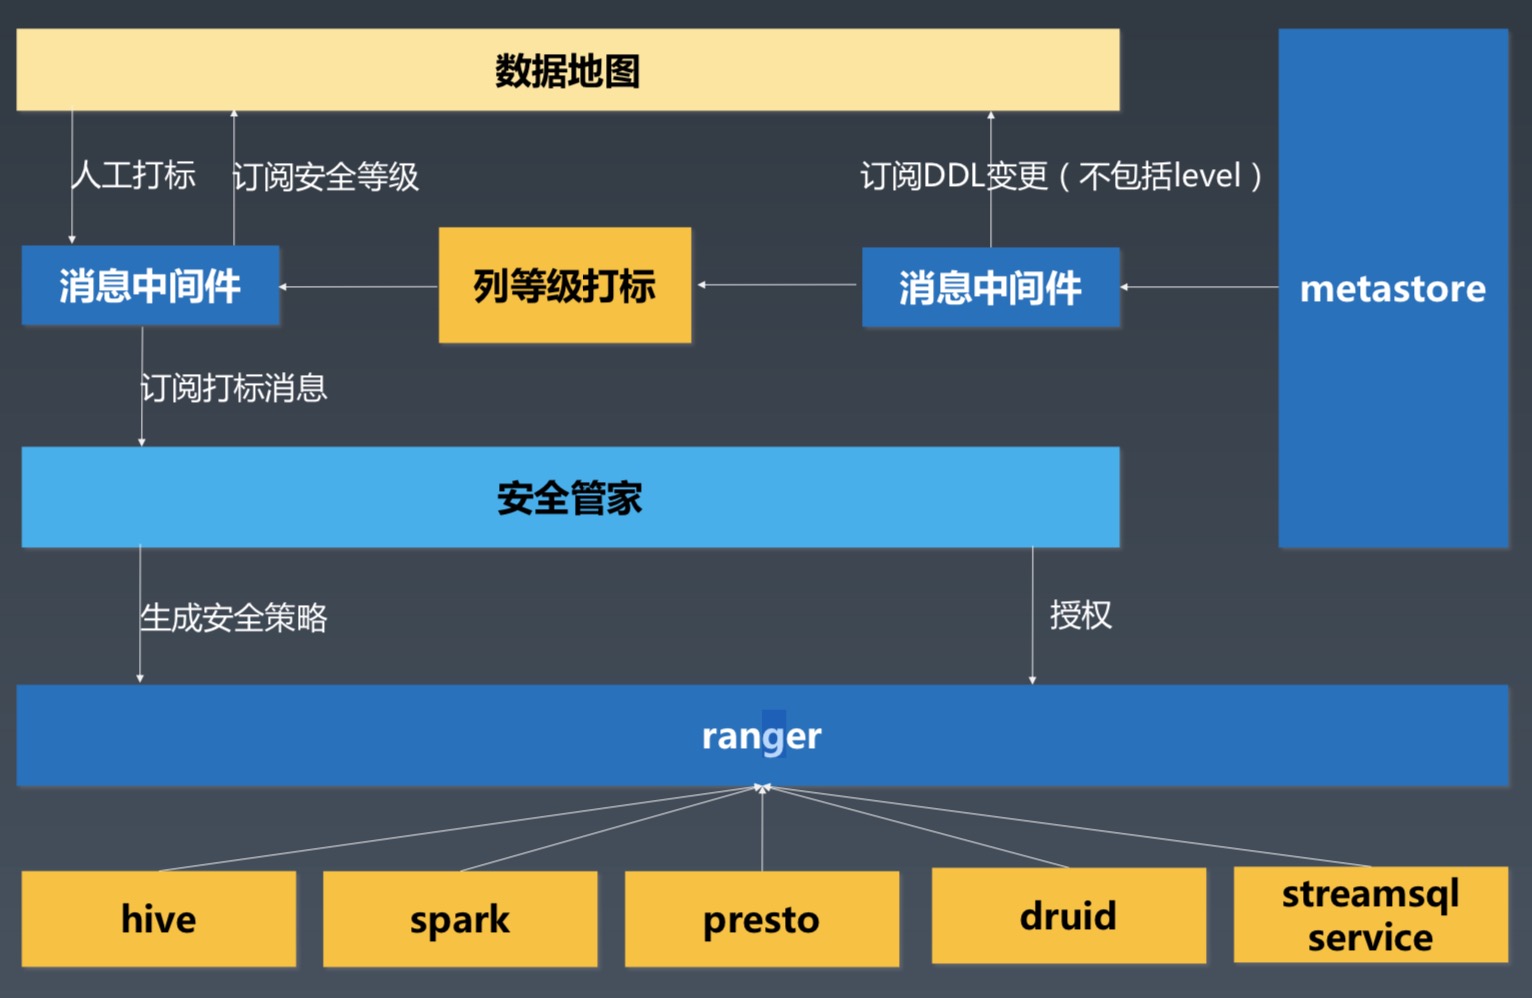 数据地图
人工打标
订阅安全等级
订阅DDL变更（不包括level）
消息中间件
列等级打标
消息中间件
metastore
订阅打标消息
安全管家
生成安全策略
授权
ranger
hive
spark
presto
druid
streamsql
service